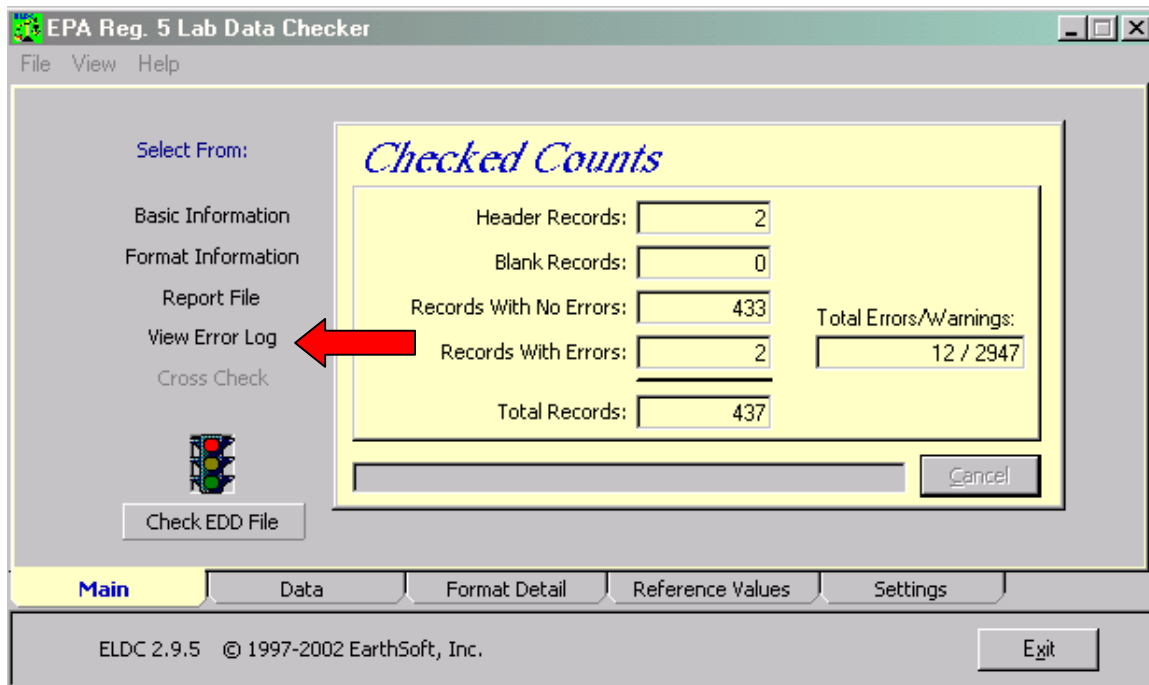 EPA Reg. 5 Lab Data Checker
File View Help
Select From:
Basic Information
Format Information
Report File
View Error Log
Cross Check
Check EDD File
Checked Counts
Header Records: 2
Blank Records: 0
Records With No Errors: 433
Records With Errors: 2
Total Records: 437
Total Errors/Warnings:
12 / 2947
Cancel
Main Data Format Detail Reference Values Settings
ELDC 2.9.5 © 1997-2002 EarthSoft, Inc.
Exit